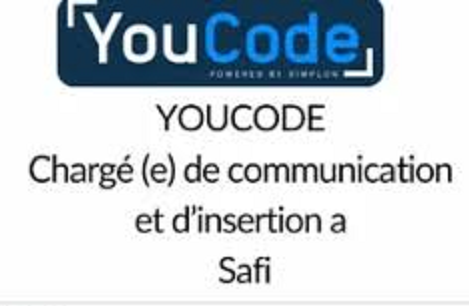 YouCode
POWERED BY SIMPLON
YOUCODE
Chargé (e) de communication
et d'insertion a
Safi